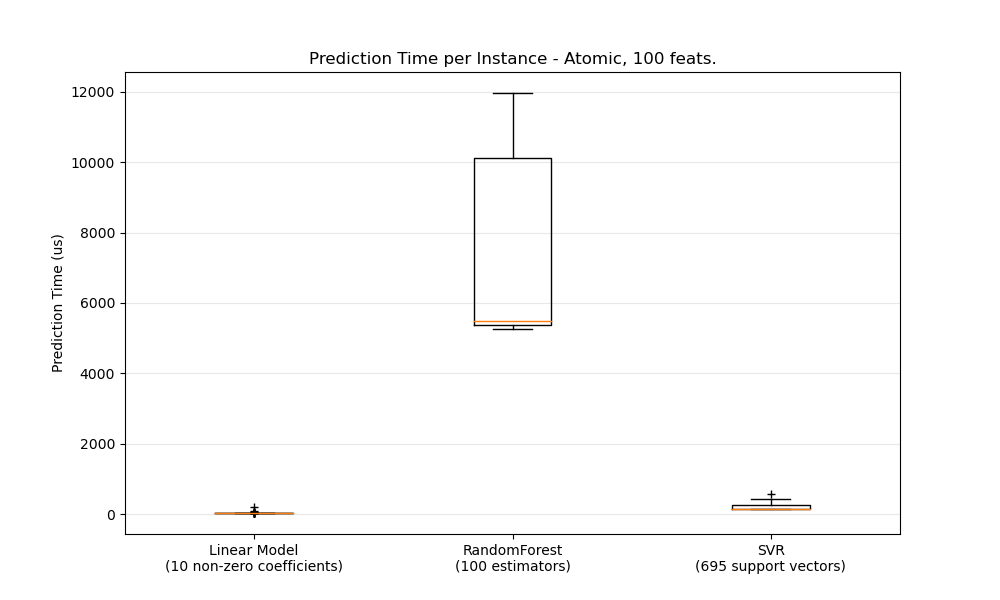 Prediction Time per Instance - Atomic, 100 feats.
Prediction Time (us)
12000
10000
8000
6000
4000
2000
0
Linear Model
(10 non-zero coefficients)
RandomForest
(100 estimators)
SVR
(695 support vectors)